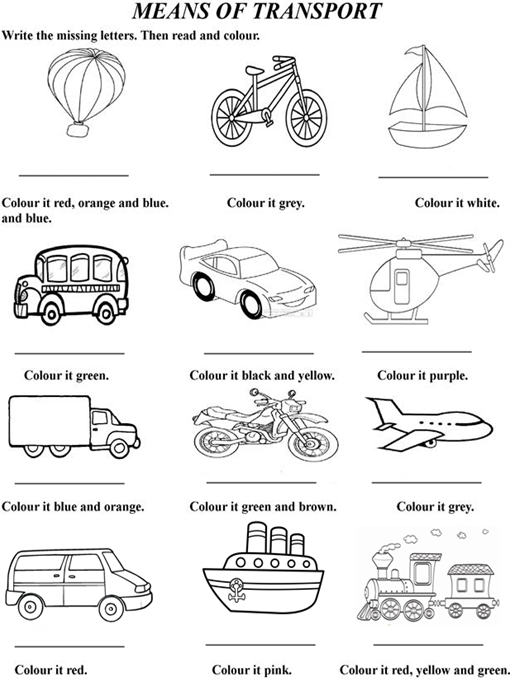 MEANS OF TRANSPORT
Write the missing letters. Then read and colour.
Colour it red, orange and blue.
and blue.
Colour it grey.
Colour it white.
Colour it green.
Colour it black and yellow.
Colour it purple.
Colour it blue and orange.
Colour it green and brown.
Colour it grey.
Colour it red.
Colour it pink.
Colour it red, yellow and green.